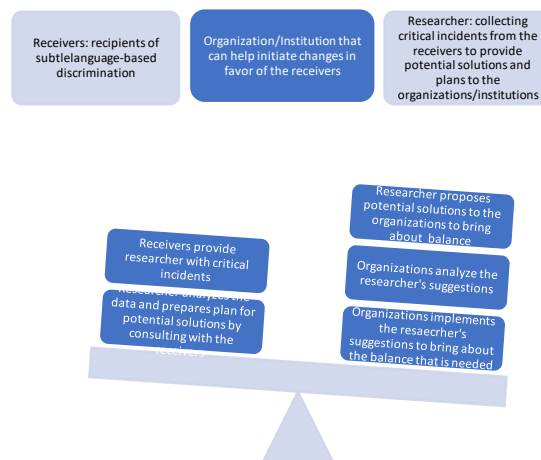 Receivers: recipients of
subtlelanguage-based
discrimination
Organization/Institution that
can help initiate changes in
favor of the receivers
Researcher: collecting
critical incidents from the
receivers to provide
potential solutions and
plans to the
organizations/institutions
Receivers provide
researcher with critical
incidents
Researcher analyzes the
data and prepares plan for
potential solutions by
consulting with the
receivers
Researcher proposes
potential solutions to the
organizations to bring
about balance
Organizations analyze the
researcher's suggestions
Organizations implements
the resaecrher's
suggestions to bring about
the balance that is needed